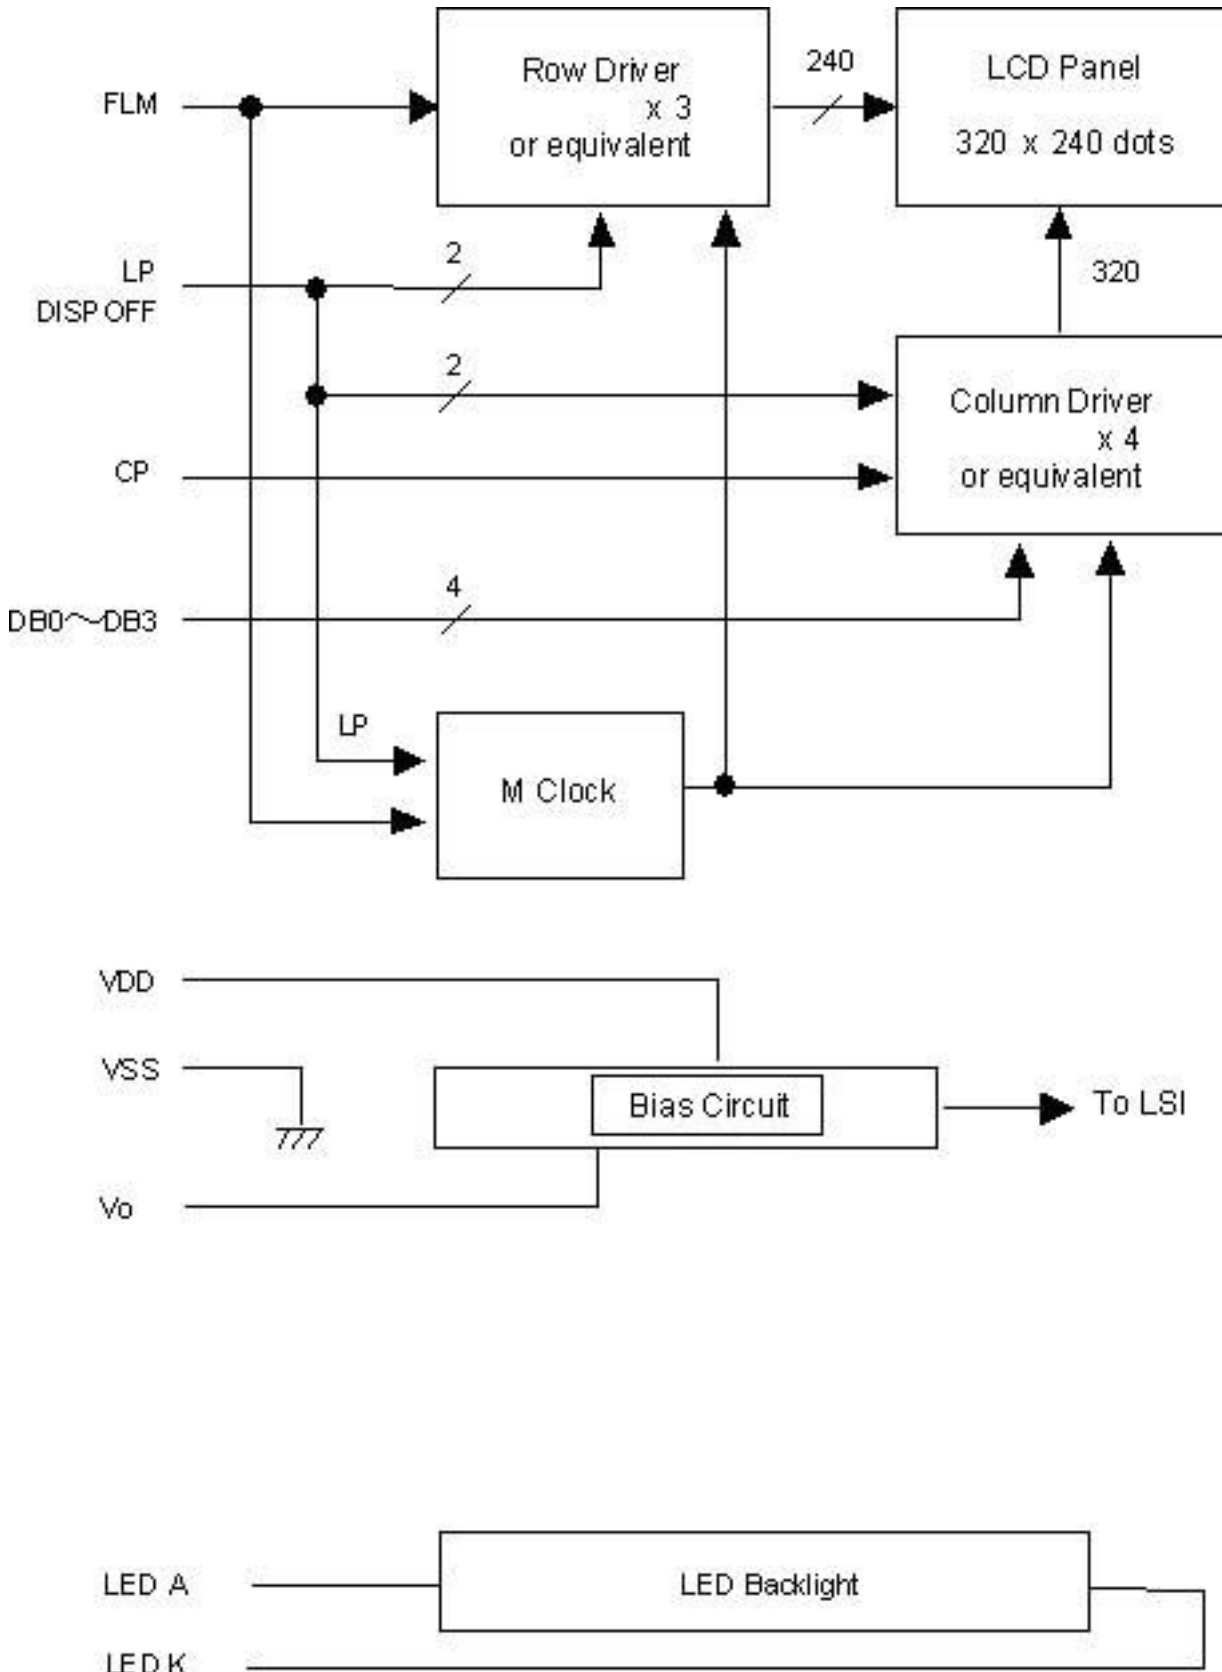 FLM
Row Driver
x 3
or equivalent
240
LCD Panel
320 x 240 dots
LP
DISP OFF
2
320
2
Column Driver
x 4
or equivalent
CP
4
DB0～DB3
LP
M Clock
VDD
VSS
Bias Circuit
To LSI
Vo
LED A
LED Backlight
LED K